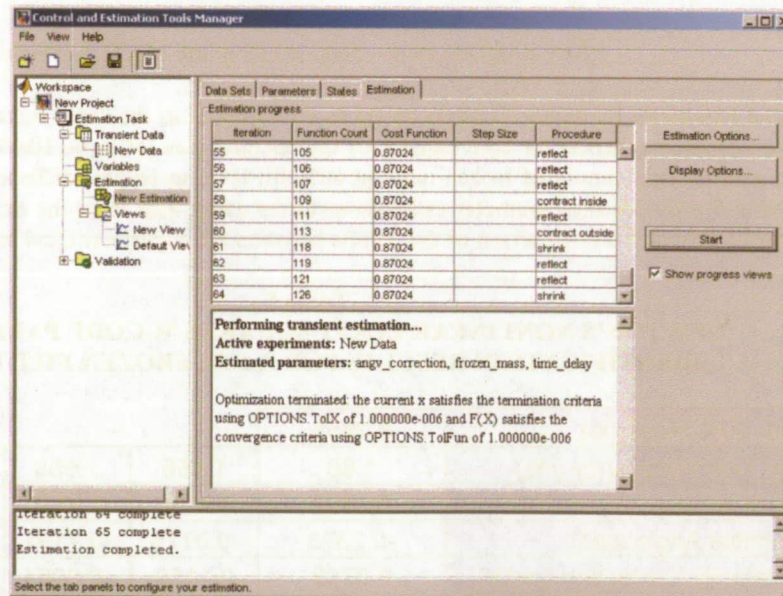 Control and Estimation Tools Manager
File View Help
Workspace
New Project
Estimation Task
Transient Data
New Data
Variables
Estimation
New Estimation
Views
New View
Default View
Validation
Data Sets Parameters States Estimation
Estimation progress
Iteration Function Count Cost Function Step Size Procedure
55 105 0.87024 reflect
56 106 0.87024 reflect
57 107 0.87024 reflect
58 109 0.87024 contract inside
59 111 0.87024 reflect
60 113 0.87024 contract outside
61 118 0.87024 shrink
62 119 0.87024 reflect
63 121 0.87024 reflect
64 126 0.87024 shrink
Estimation Options...
Display Options...
Start
Show progress views
Performing transient estimation...
Active experiments: New Data
Estimated parameters: angv_correction, frozen_mass, time_delay
Optimization terminated: the current x satisfies the termination criteria
using OPTIONS.TolX of 1.000000e-006 and F(X) satisfies the
convergence criteria using OPTIONS.TolFun of 1.000000e-006
Iteration 64 complete
Iteration 65 complete
Estimation completed.
Select the tab panels to configure your estimation.